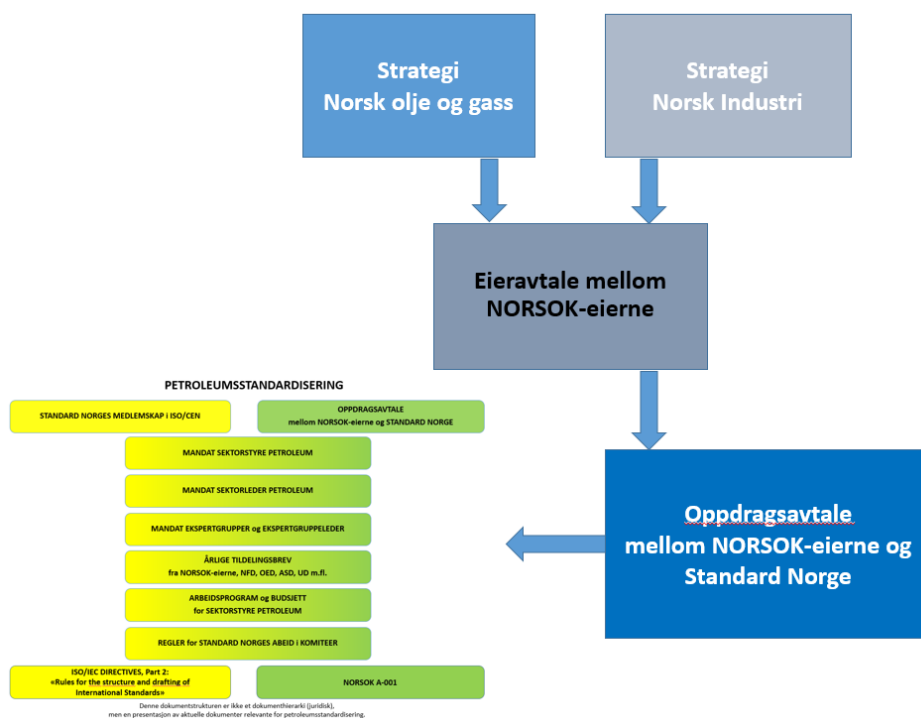 Strategi
Norsk olje og gass
Strategi
Norsk Industri
Eieravtale mellom
NORSOK-eierne
Oppdragsavtale
mellom NORSOK-eierne og
Standard Norge
PETROLEUMSSTANDARDISERING
STANDARD NORGES MEDLEMSKAP i ISO/CEN
OPPDRAGSAVTALE
mellom NORSOK-eierne og STANDARD NORGE
MANDAT SEKTORSTYRE PETROLEUM
MANDAT SEKTORLEDER PETROLEUM
MANDAT EKSPERTGRUPPER og EKSPERTGRUPPELEDER
ÅRLIGE TILDELINGSBREV
fra NORSOK-eierne, NFD, OED, ASD, UD m.fl.
ARBEIDSPROGRAM og BUDSJETT
for SEKTORSTYRE PETROLEUM
REGLER for STANDARD NORGES ABEID i KOMITEER
ISO/IEC DIRECTIVES, Part 2:
«Rules for the structure and drafting of
International Standards»
NORSOK A-001
Denne dokumentstrukturen er ikke et dokumenthierarki (juridisk),
men en presentasjon av aktuelle dokumenter relevante for petroleumsstandardisering.